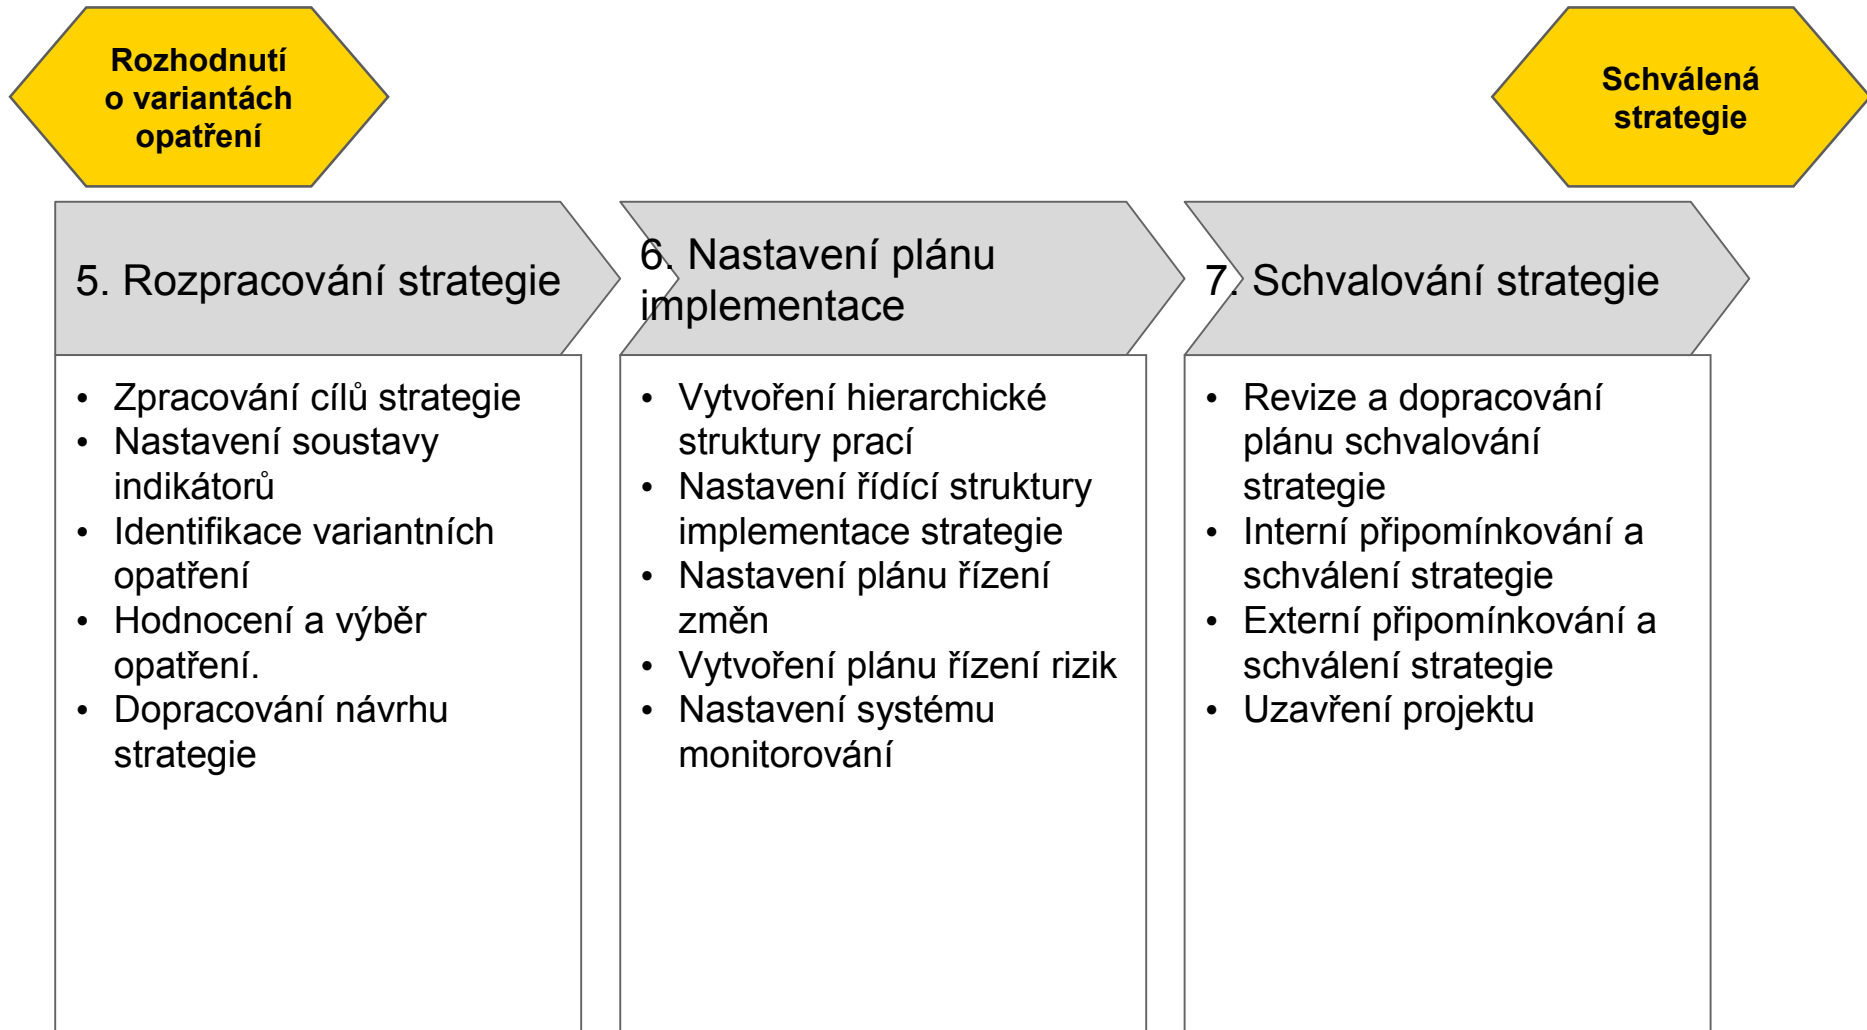 Rozhodnutí
o variantách
opatření
Schválená
strategie
5. Rozpracování strategie
6. Nastavení plánu
implementace
7. Schvalování strategie
• Zpracování cílů strategie
• Nastavení soustavy
indikátorů
• Identifikace variantních
opatření
• Hodnocení a výběr
opatření.
• Dopracování návrhu
strategie
• Vytvoření hierarchické
struktury prací
• Nastavení řídící struktury
implementace strategie
• Nastavení plánu řízení
změn
• Vytvoření plánu řízení rizik
• Nastavení systému
monitorování
• Revize a dopracování
plánu schvalování
strategie
• Interní připomínkování a
schválení strategie
• Externí připomínkování a
schválení strategie
• Uzavření projektu